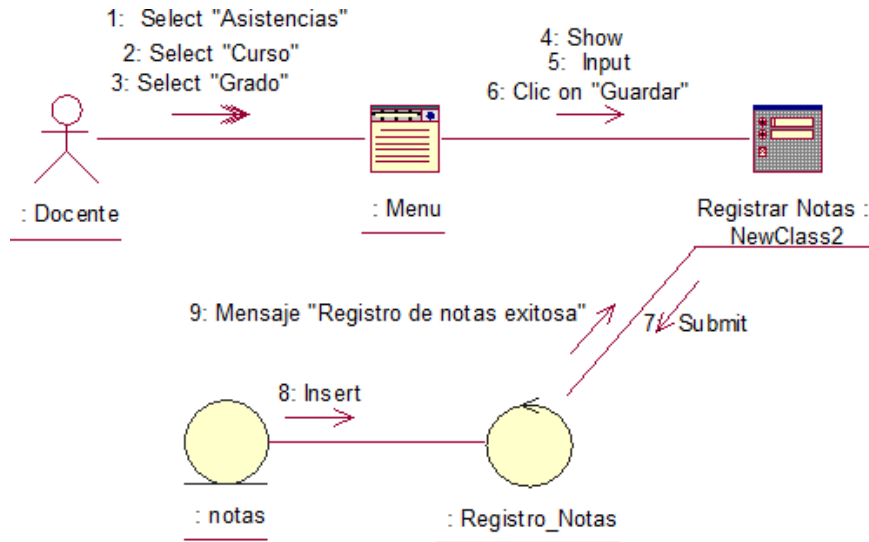 1: Select "Asistencias"
2: Select "Curso"
3: Select "Grado"
4: Show
5: Input
6: Clic on "Guardar"
: Docente
: Menu
Registrar Notas :
NewClass2
9: Mensaje "Registro de notas exitosa"
7: Submit
8: Insert
: notas
: Registro_Notas